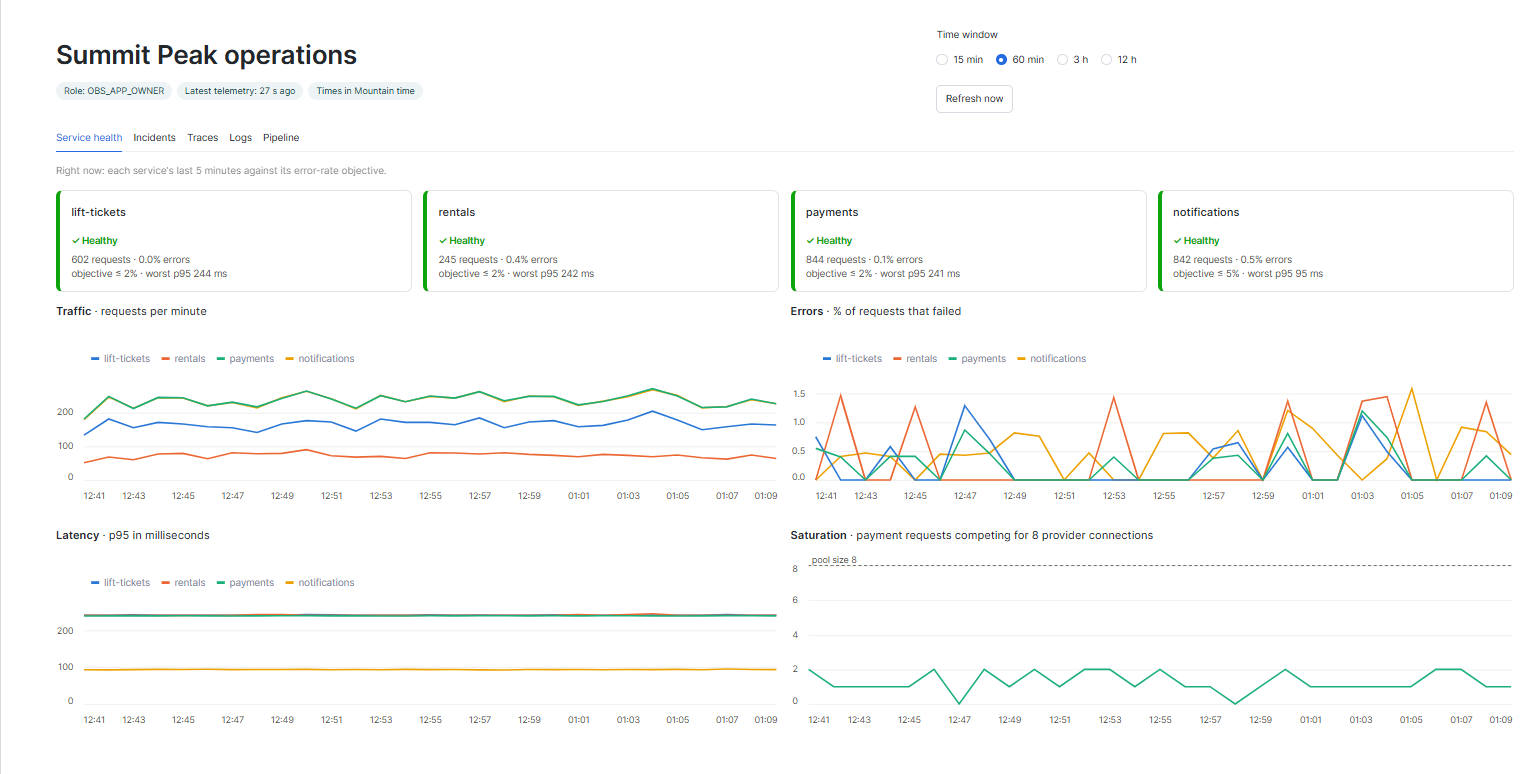 Summit Peak operations
Time window
15 min 60 min 3 h 12 h
Role: OBS_APP_OWNER Latest telemetry: 27 s ago Times in Mountain time
Refresh now
Service health Incidents Traces Logs Pipeline
Right now: each service's last 5 minutes against its error-rate objective.
lift-tickets
✓ Healthy
602 requests · 0.0% errors
objective ≤ 2% · worst p95 244 ms
rentals
✓ Healthy
245 requests · 0.4% errors
objective ≤ 2% · worst p95 242 ms
payments
✓ Healthy
844 requests · 0.1% errors
objective ≤ 2% · worst p95 241 ms
notifications
✓ Healthy
842 requests · 0.5% errors
objective ≤ 5% · worst p95 95 ms
Traffic · requests per minute
lift-tickets rentals payments notifications
200
100
0
12:41 12:43 12:45 12:47 12:49 12:51 12:53 12:55 12:57 12:59 01:01 01:03 01:05 01:07 01:09
Errors · % of requests that failed
lift-tickets rentals payments notifications
1.5
1.0
0.5
0.0
12:41 12:43 12:45 12:47 12:49 12:51 12:53 12:55 12:57 12:59 01:01 01:03 01:05 01:07 01:09
Latency · p95 in milliseconds
lift-tickets rentals payments notifications
200
100
0
12:41 12:43 12:45 12:47 12:49 12:51 12:53 12:55 12:57 12:59 01:01 01:03 01:05 01:07 01:09
Saturation · payment requests competing for 8 provider connections
pool size 8
8
6
4
2
0
12:41 12:43 12:45 12:47 12:49 12:51 12:53 12:55 12:57 12:59 01:01 01:03 01:05 01:07 01:09